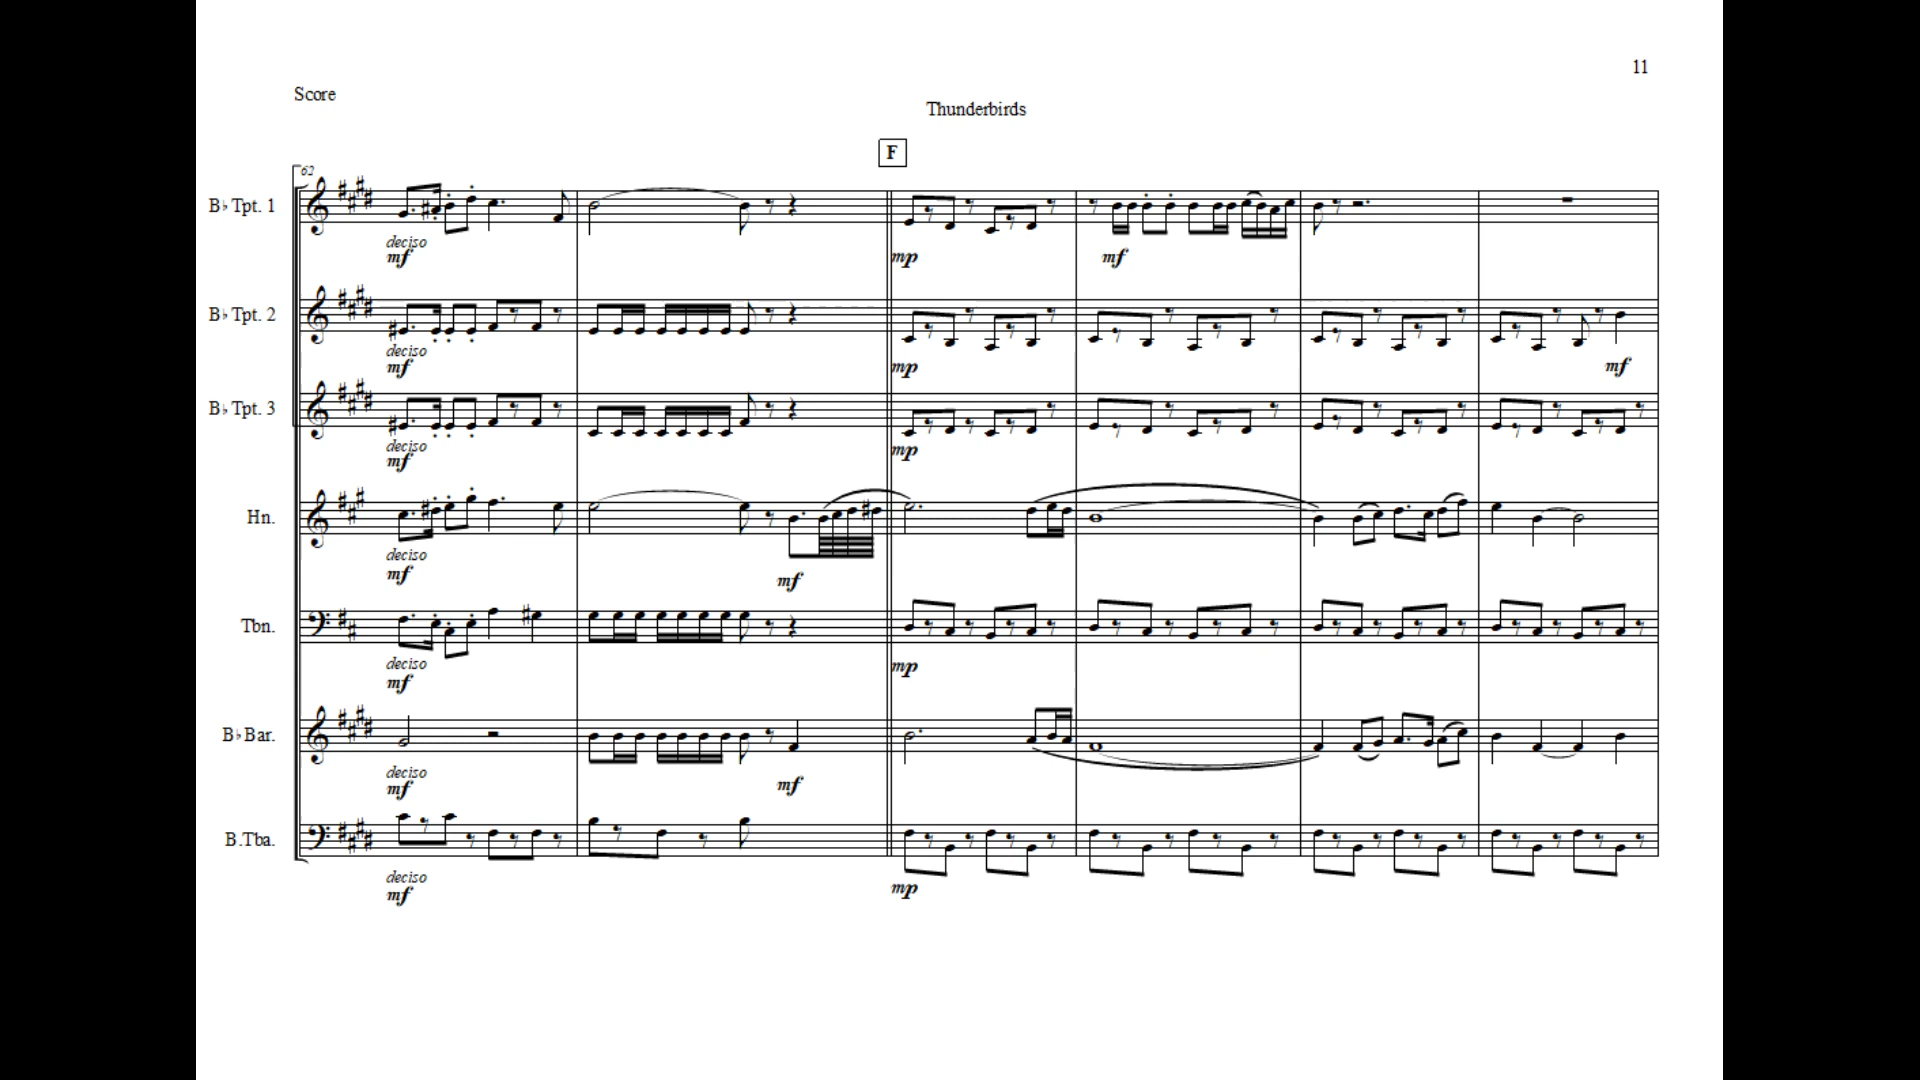 11
Score
Thunderbirds
F
62
B♭ Tpt. 1
deciso
mf
mp
mf
B♭ Tpt. 2
deciso
mf
mp
mf
B♭ Tpt. 3
deciso
mf
mp
Hn.
deciso
mf
mf
Tbn.
deciso
mf
mp
B♭ Bar.
deciso
mf
mf
B.Tba.
deciso
mf
mp